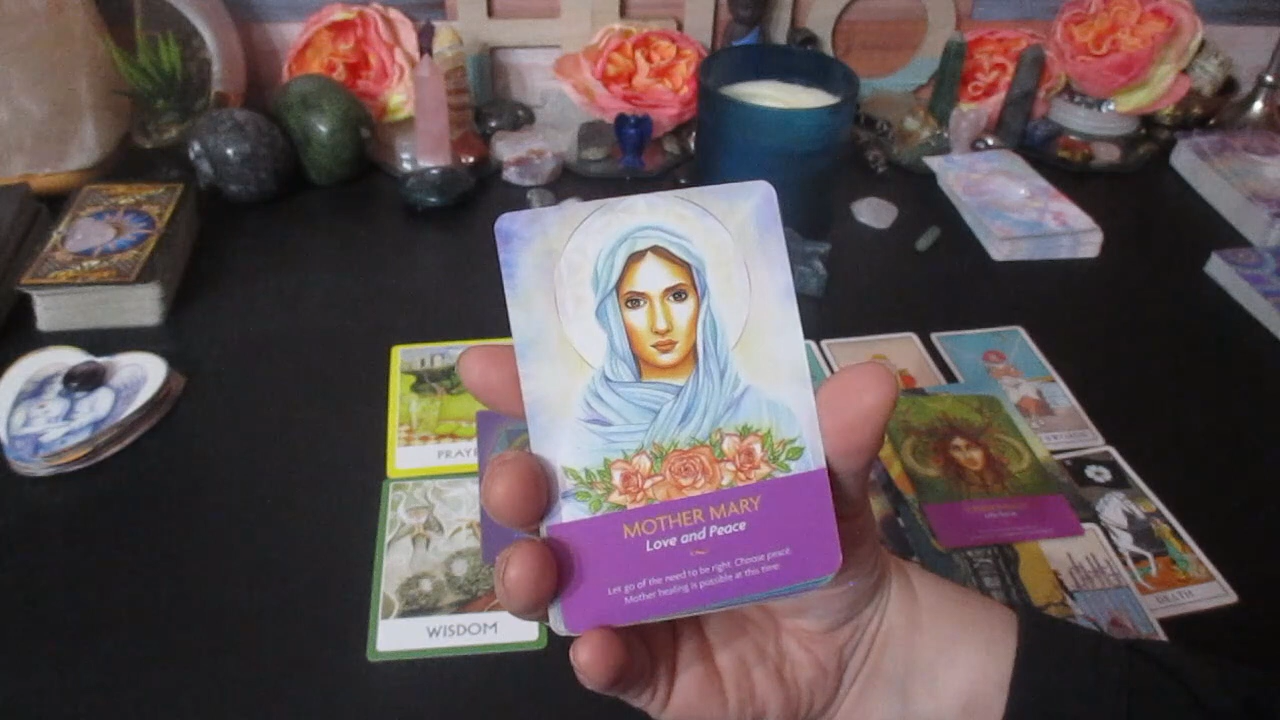 MOTHER MARY
Love and Peace
Let go of the need to be right. Choose peace.
Mother healing is possible at this time.
WISDOM
DEATH